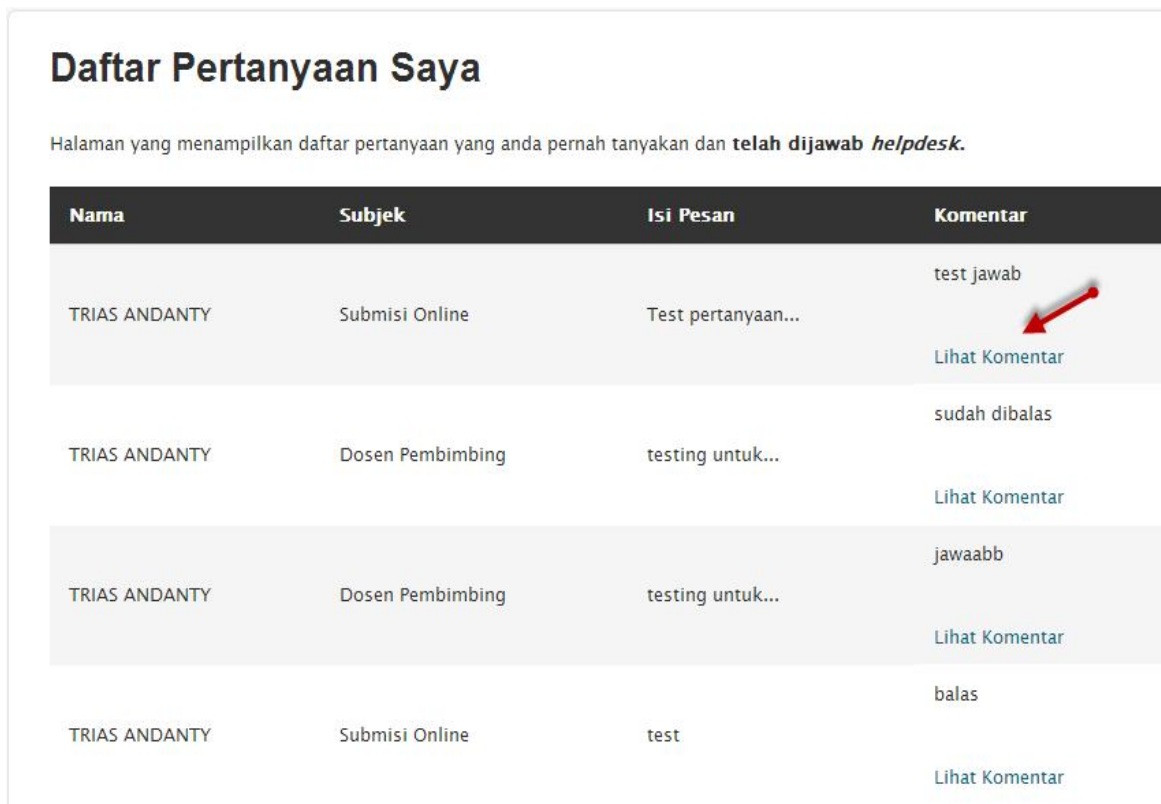 Daftar Pertanyaan Saya
Halaman yang menampilkan daftar pertanyaan yang anda pernah tanyakan dan telah dijawab helpdesk.
Nama Subjek Isi Pesan Komentar
test jawab
TRIAS ANDANTY Submisi Online Test pertanyaan...
Lihat Komentar
sudah dibalas
TRIAS ANDANTY Dosen Pembimbing testing untuk...
Lihat Komentar
jawaabb
TRIAS ANDANTY Dosen Pembimbing testing untuk...
Lihat Komentar
balas
TRIAS ANDANTY Submisi Online test
Lihat Komentar